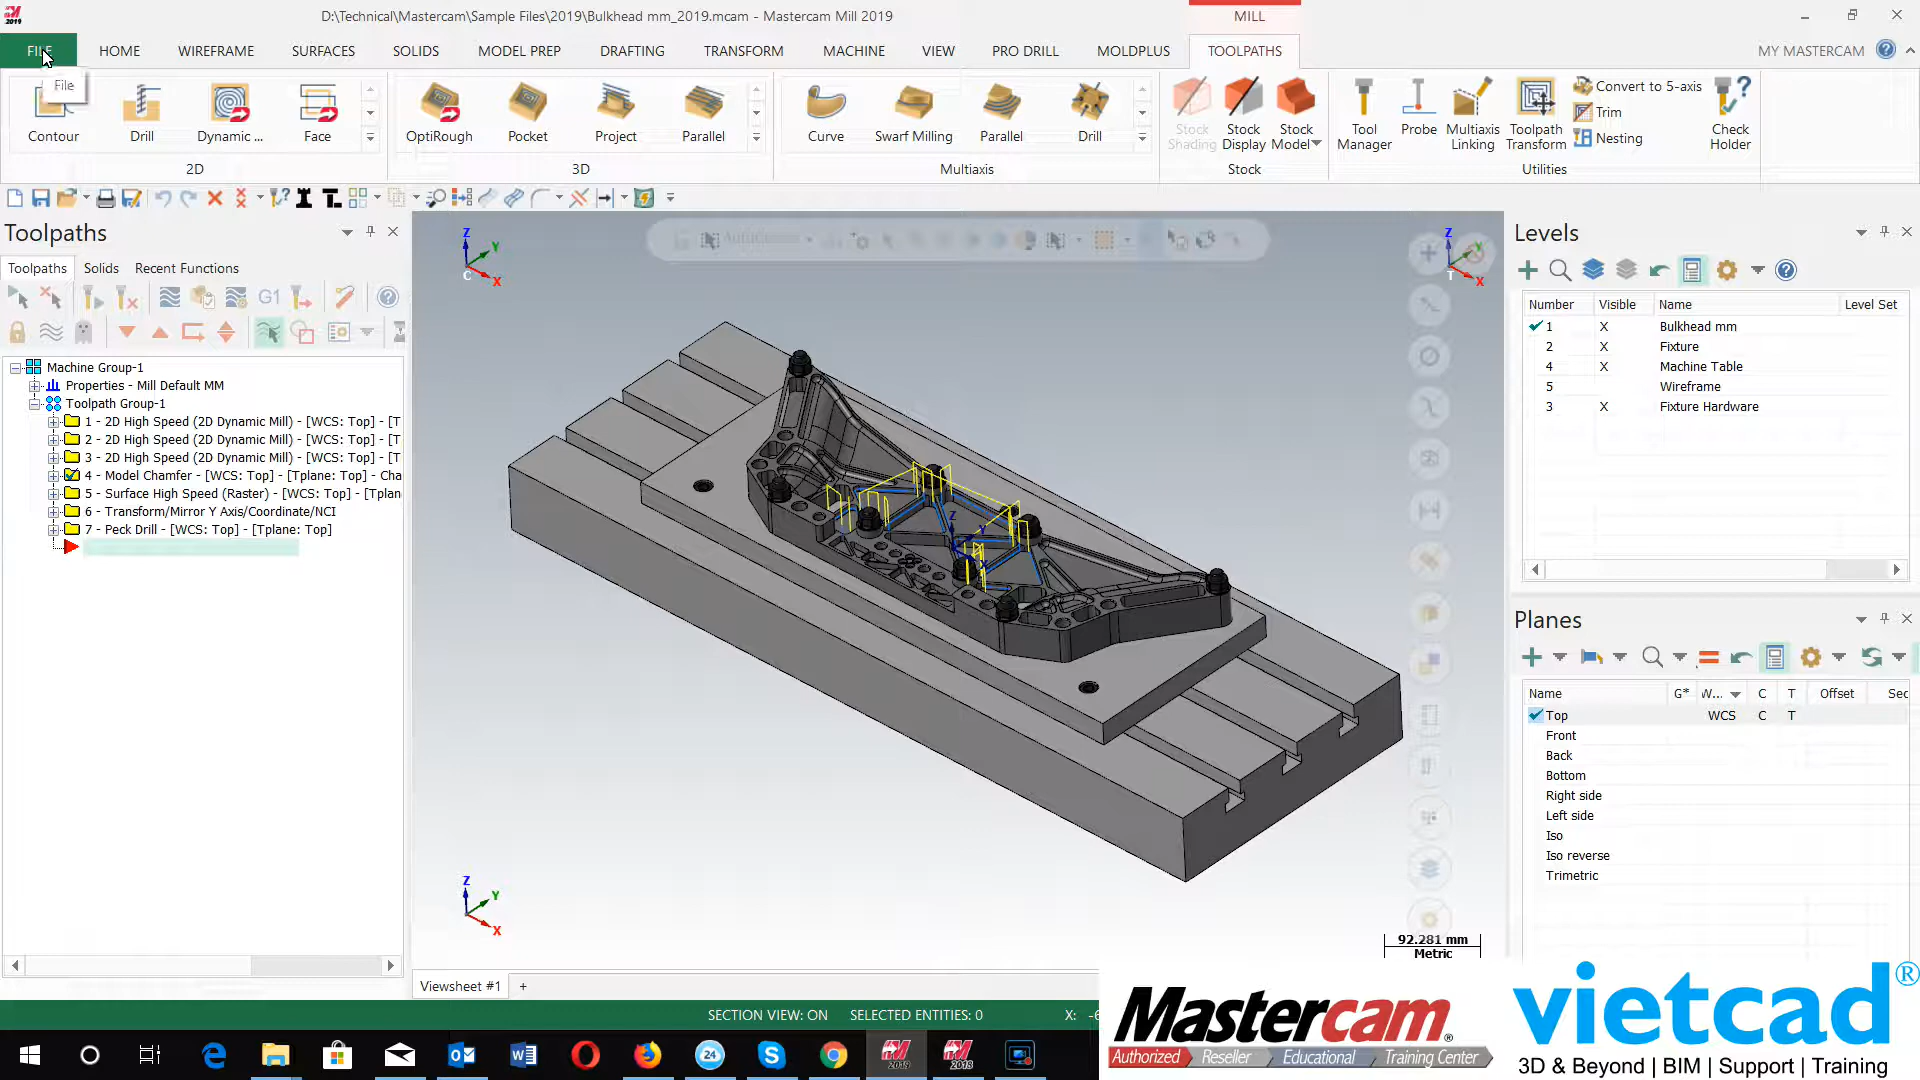 2019
D:\Technical\Mastercam\Sample Files\2019\Bulkhead mm_2019.mcam - Mastercam Mill 2019
MILL
FILE HOME WIREFRAME SURFACES SOLIDS MODEL PREP DRAFTING TRANSFORM MACHINE VIEW PRO DRILL MOLDPLUS TOOLPATHS MY MASTERCAM
File
Contour Drill Dynamic ... Face
2D
OptiRough Pocket Project Parallel
3D
Curve Swarf Milling Parallel Drill
Multiaxis
Stock Shading Stock Display Stock Model
Stock
Tool Manager Probe Multiaxis Linking Toolpath Transform
Convert to 5-axis
Trim
Nesting
Check Holder
Utilities
Toolpaths
Toolpaths Solids Recent Functions
G1
Machine Group-1
Properties - Mill Default MM
Toolpath Group-1
1 - 2D High Speed (2D Dynamic Mill) - [WCS: Top] - [T
2 - 2D High Speed (2D Dynamic Mill) - [WCS: Top] - [T
3 - 2D High Speed (2D Dynamic Mill) - [WCS: Top] - [T
4 - Model Chamfer - [WCS: Top] - [Tplane: Top] - Cha
5 - Surface High Speed (Raster) - [WCS: Top] - [Tplan
6 - Transform/Mirror Y Axis/Coordinate/NCI
7 - Peck Drill - [WCS: Top] - [Tplane: Top]
Z Y X C
Z Y X T
Z
Z Y X
92.281 mm
Metric
Viewsheet #1 +
Levels
Number Visible Name Level Set
1 X Bulkhead mm
2 X Fixture
4 X Machine Table
5 Wireframe
3 X Fixture Hardware
Planes
Name G* W... C T Offset Sec
Top WCS C T
Front
Back
Bottom
Right side
Left side
Iso
Iso reverse
Trimetric
SECTION VIEW: ON SELECTED ENTITIES: 0 X: -6
Mastercam®
Authorized Reseller Educational Training Center
vietcad®
3D & Beyond | BIM | Support | Training
24
2019
2018